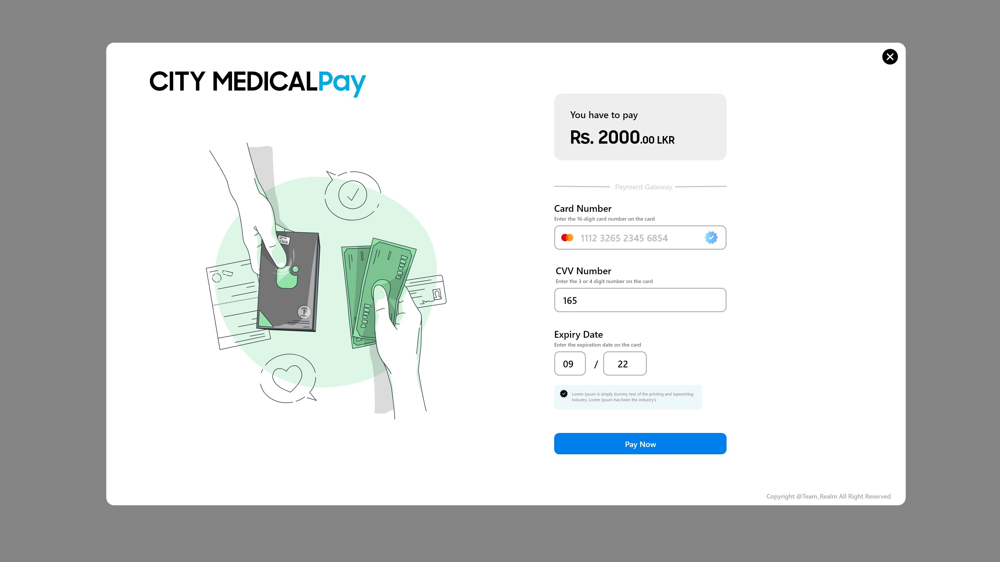 CITY MEDICALPay
You have to pay
Rs. 2000.00 LKR
Payment Gateway
Card Number
Enter the 16-digit card number on the card
1112 3265 2345 6854
CVV Number
Enter the 3 or 4 digit number on the card
165
Expiry Date
Enter the expiration date on the card
09 / 22
Lorem Ipsum is simply dummy text of the printing and typesetting
industry. Lorem Ipsum has been the industry's
Pay Now
1st
Copyright @Team_Realm All Right Reserved